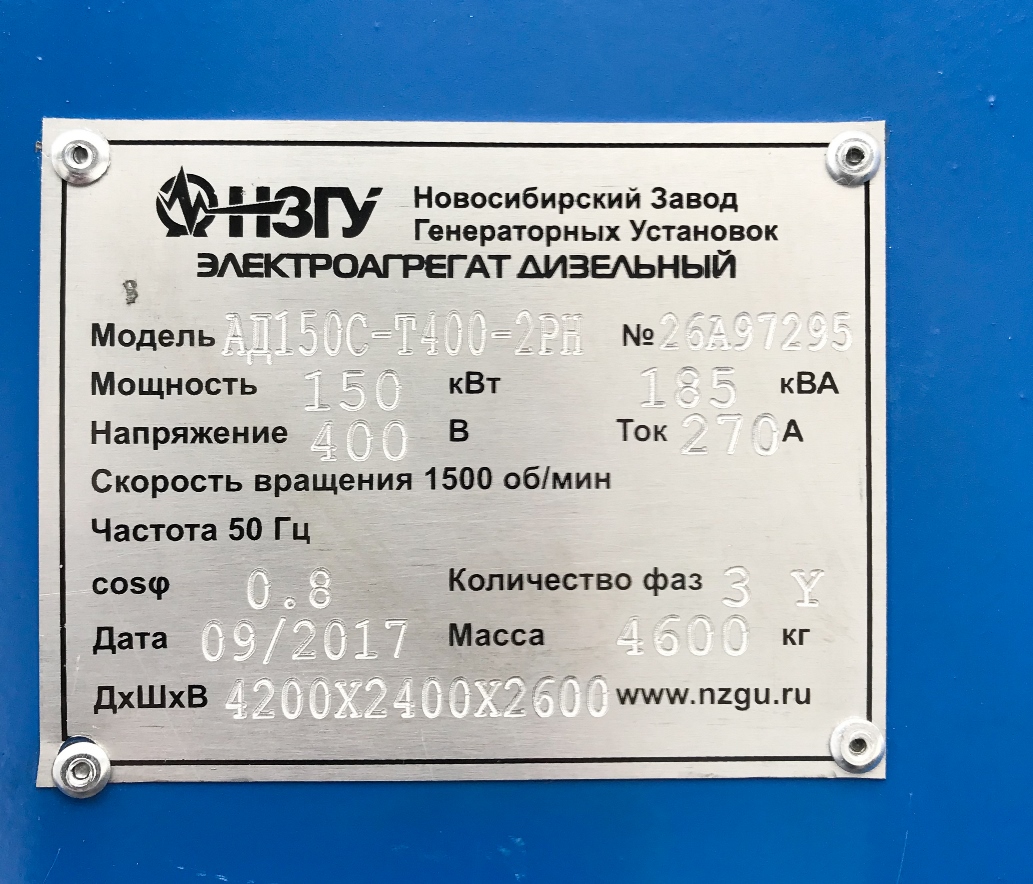 НЗГУ Новосибирский Завод
Генераторных Установок
ЭЛЕКТРОАГРЕГАТ ДИЗЕЛЬНЫЙ
Модель АД150С-Т400-2РН № 26А97295
Мощность 150 кВт 185 кВА
Напряжение 400 В Ток 270 А
Скорость вращения 1500 об/мин
Частота 50 Гц
cosφ 0.8 Количество фаз 3 Y
Дата 09/2017 Масса 4600 кг
ДхШхВ 4200X2400X2600 www.nzgu.ru